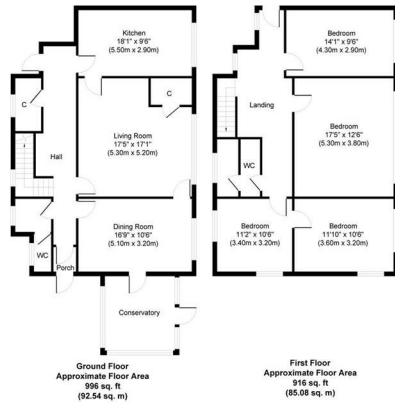 Kitchen
18'1" x 9'6"
(5.50m x 2.90m)
C
C
Living Room
17'5" x 17'1"
(5.30m x 5.20m)
Hall
Dining Room
16'9" x 10'6"
(5.10m x 3.20m)
WC
Porch
Conservatory
Ground Floor
Approximate Floor Area
996 sq. ft
(92.54 sq. m)
Bedroom
14'1" x 9'6"
(4.30m x 2.90m)
Landing
Bedroom
17'5" x 12'6"
(5.30m x 3.80m)
WC
Bedroom
11'2" x 10'6"
(3.40m x 3.20m)
Bedroom
11'10" x 10'6"
(3.60m x 3.20m)
First Floor
Approximate Floor Area
916 sq. ft
(85.08 sq. m)